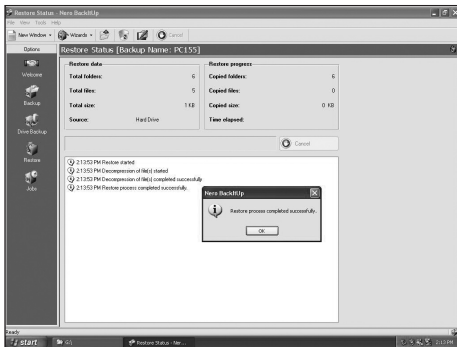 Restore Status - Nero BackItUp
File View Tools Help
New Window Wizards Cancel
Options
Restore Status [Backup Name: PC155]
Welcome
Backup
Drive Backup
Restore
Jobs
Restore data
Total folders: 6
Total files: 5
Total size: 1 KB
Source: Hard Drive
Restore progress
Copied folders: 6
Copied files: 0
Copied size: 0 KB
Time elapsed:
Cancel
2:13:53 PM Restore started
2:13:53 PM Decompression of file(s) started
2:13:53 PM Decompression of file(s) completed successfully
2:13:53 PM Restore process completed successfully.
Nero BackItUp
Restore process completed successfully.
OK
Ready
start
G:\
Restore Status - Ner...
2:13 PM